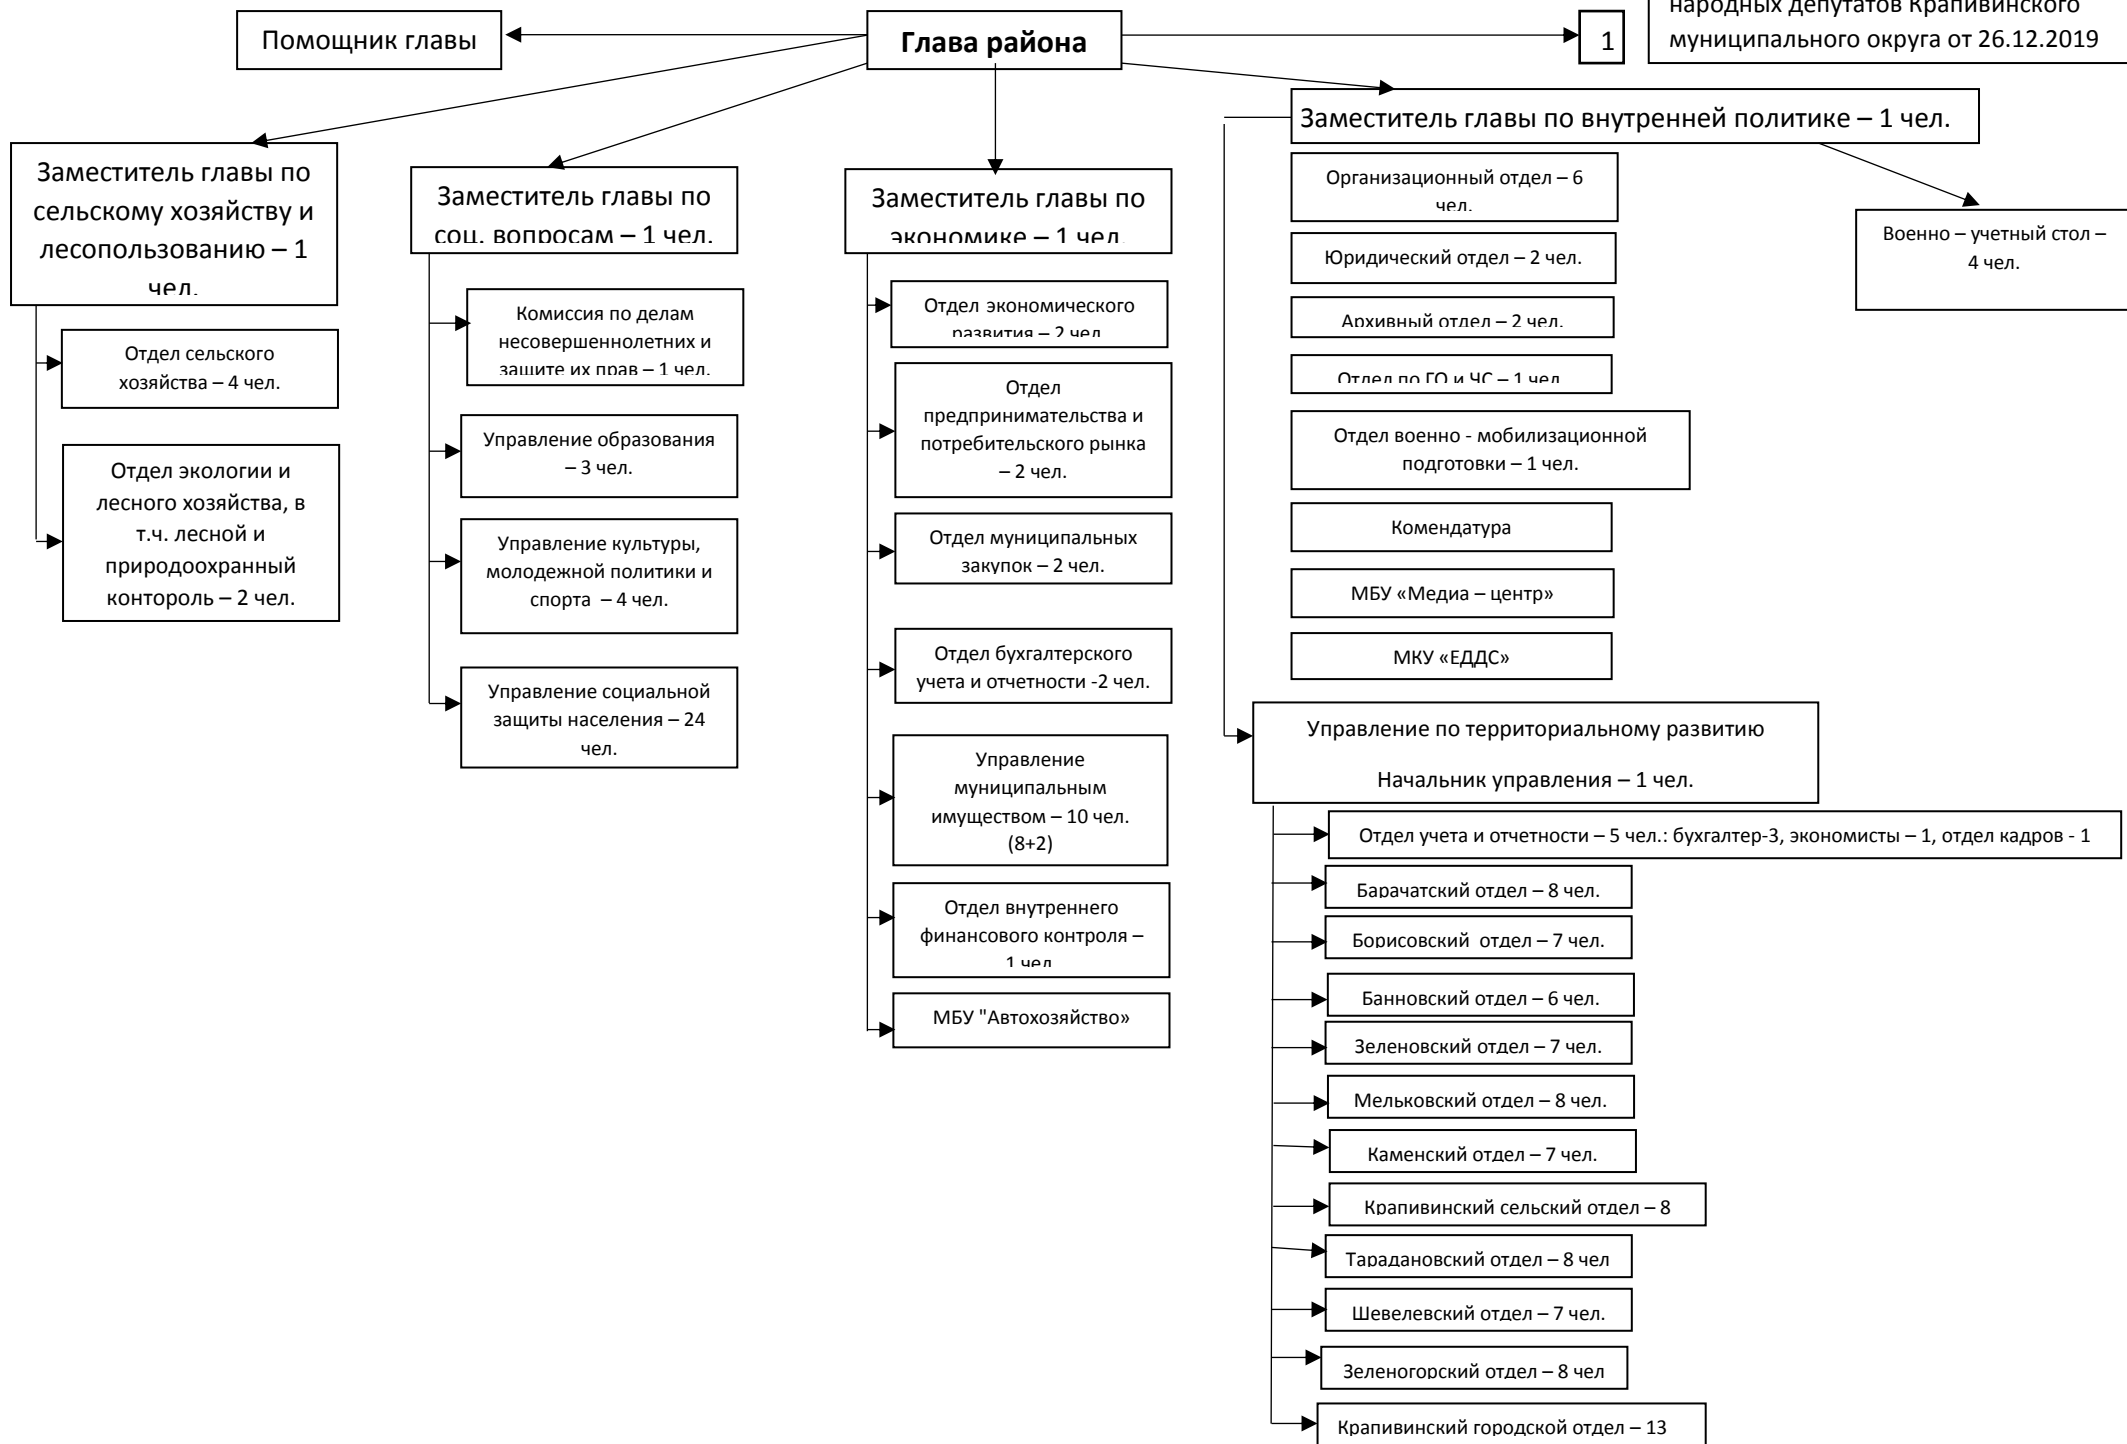 народных депутатов Крапивинского
муниципального округа от 26.12.2019
Помощник главы
Глава района
1
Заместитель главы по внутренней политике – 1 чел.
Заместитель главы по
сельскому хозяйству и
лесопользованию – 1
чел.
Отдел сельского
хозяйства – 4 чел.
Отдел экологии и
лесного хозяйства, в
т.ч. лесной и
природоохранный
контороль – 2 чел.
Заместитель главы по
соц. вопросам – 1 чел.
Комиссия по делам
несовершеннолетних и
защите их прав – 1 чел.
Управление образования
– 3 чел.
Управление культуры,
молодежной политики и
спорта – 4 чел.
Управление социальной
защиты населения – 24
чел.
Заместитель главы по
экономике – 1 чел.
Отдел экономического
развития – 2 чел
Отдел
предпринимательства и
потребительского рынка
– 2 чел.
Отдел муниципальных
закупок – 2 чел.
Отдел бухгалтерского
учета и отчетности -2 чел.
Управление
муниципальным
имуществом – 10 чел.
(8+2)
Отдел внутреннего
финансового контроля –
1 чел
МБУ "Автохозяйство»
Организационный отдел – 6
чел.
Юридический отдел – 2 чел.
Архивный отдел – 2 чел.
Отдел по ГО и ЧС – 1 чел
Отдел военно - мобилизационной
подготовки – 1 чел.
Комендатура
МБУ «Медиа – центр»
МКУ «ЕДДС»
Военно – учетный стол –
4 чел.
Управление по территориальному развитию
Начальник управления – 1 чел.
Отдел учета и отчетности – 5 чел.: бухгалтер-3, экономисты – 1, отдел кадров - 1
Барачатский отдел – 8 чел.
Борисовский отдел – 7 чел.
Банновский отдел – 6 чел.
Зеленовский отдел – 7 чел.
Мельковский отдел – 8 чел.
Каменский отдел – 7 чел.
Крапивинский сельский отдел – 8
Тарадановский отдел – 8 чел
Шевелевский отдел – 7 чел.
Зеленогорский отдел – 8 чел
Крапивинский городской отдел – 13